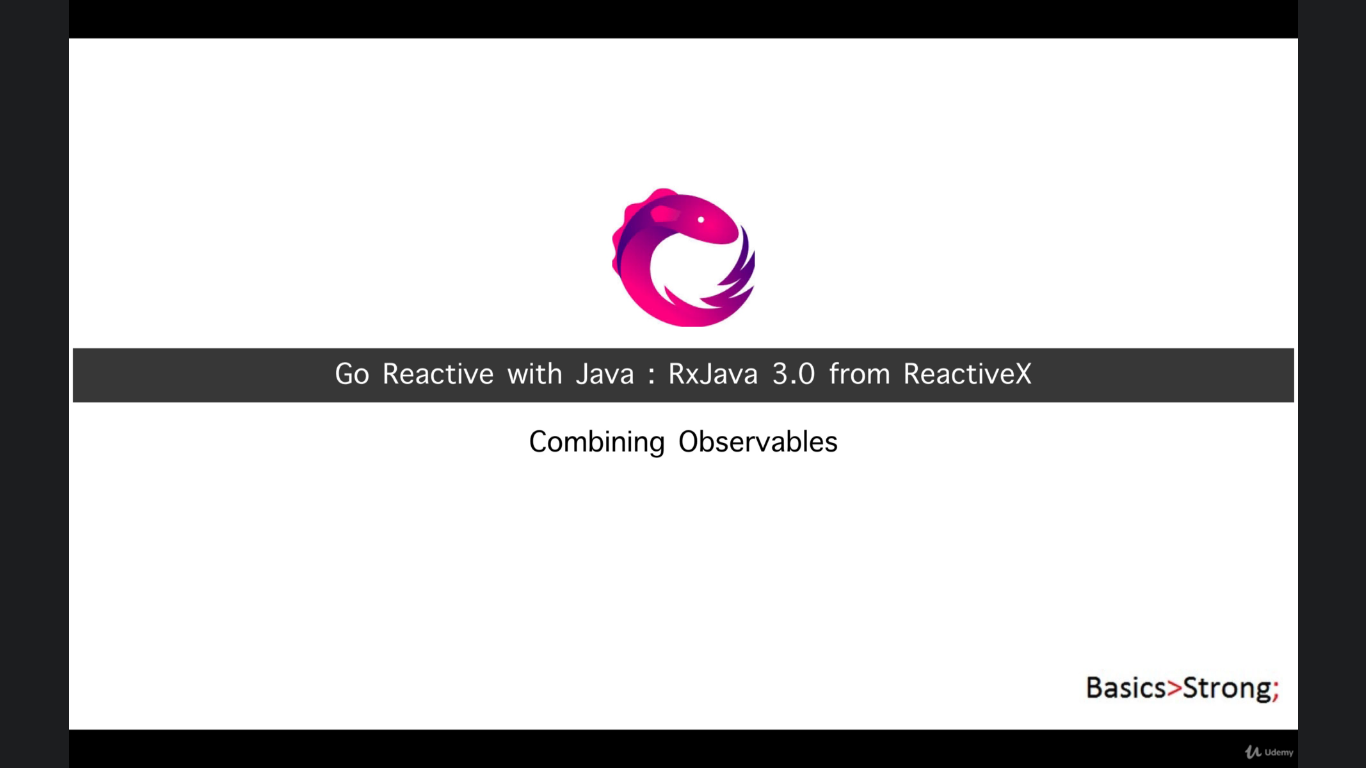 Go Reactive with Java : RxJava 3.0 from ReactiveX
Combining Observables
Basics>Strong;
Udemy